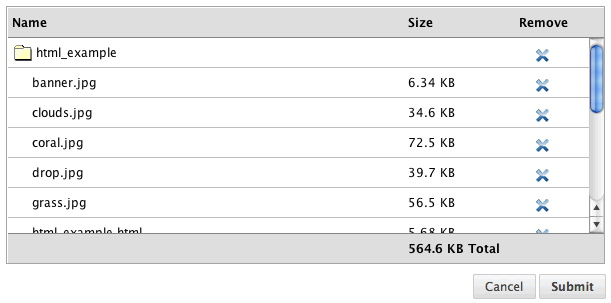 Name Size Remove
html_example
banner.jpg 6.34 KB
clouds.jpg 34.6 KB
coral.jpg 72.5 KB
drop.jpg 39.7 KB
grass.jpg 56.5 KB
html_example.html 5.68 KB
564.6 KB Total
Cancel Submit